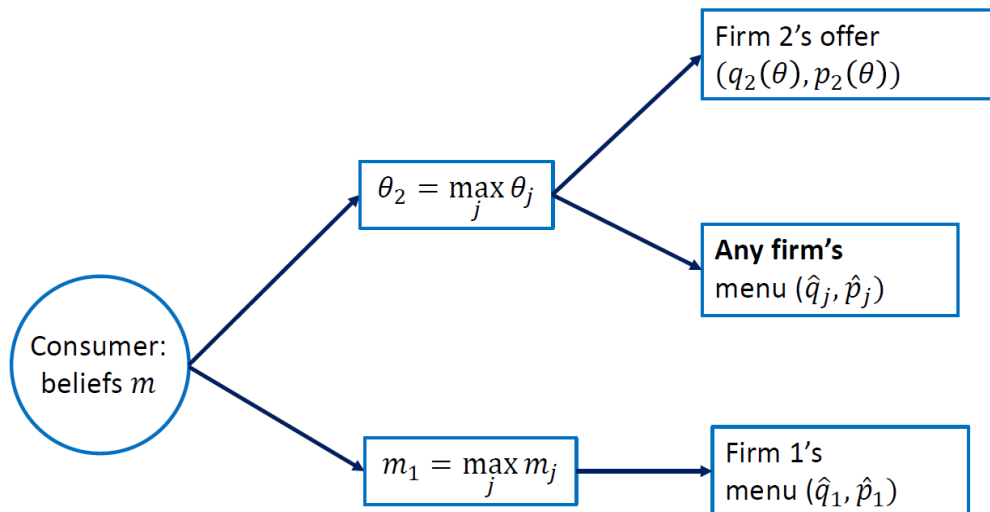 Firm 2's offer
(q₂(θ), p₂(θ))
θ₂ = max θⱼ
j
Any firm's
menu (q̂ⱼ, p̂ⱼ)
Consumer:
beliefs m
m₁ = max mⱼ
j
Firm 1's
menu (q̂₁, p̂₁)